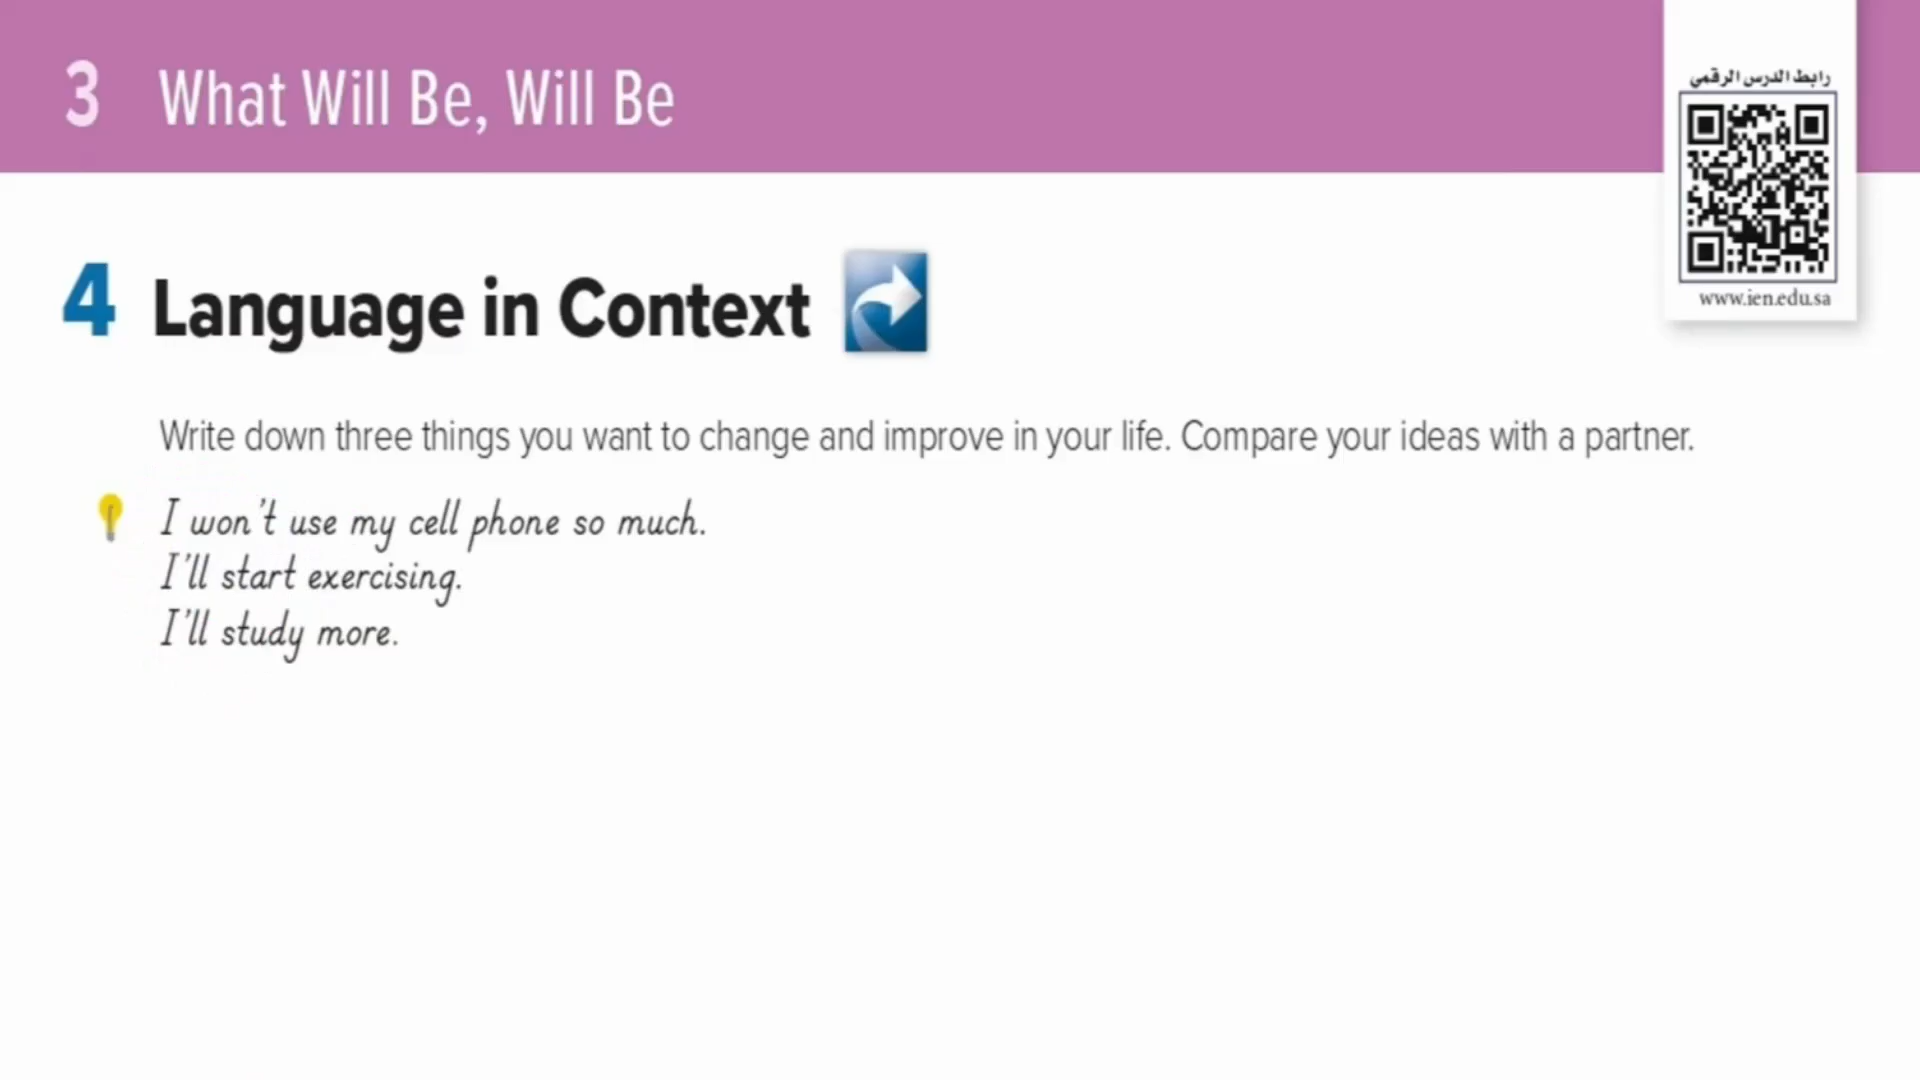 3 What Will Be, Will Be
رابط الدرس الرقمي
www.ien.edu.sa
4 Language in Context
Write down three things you want to change and improve in your life. Compare your ideas with a partner.
I won't use my cell phone so much.
I'll start exercising.
I'll study more.